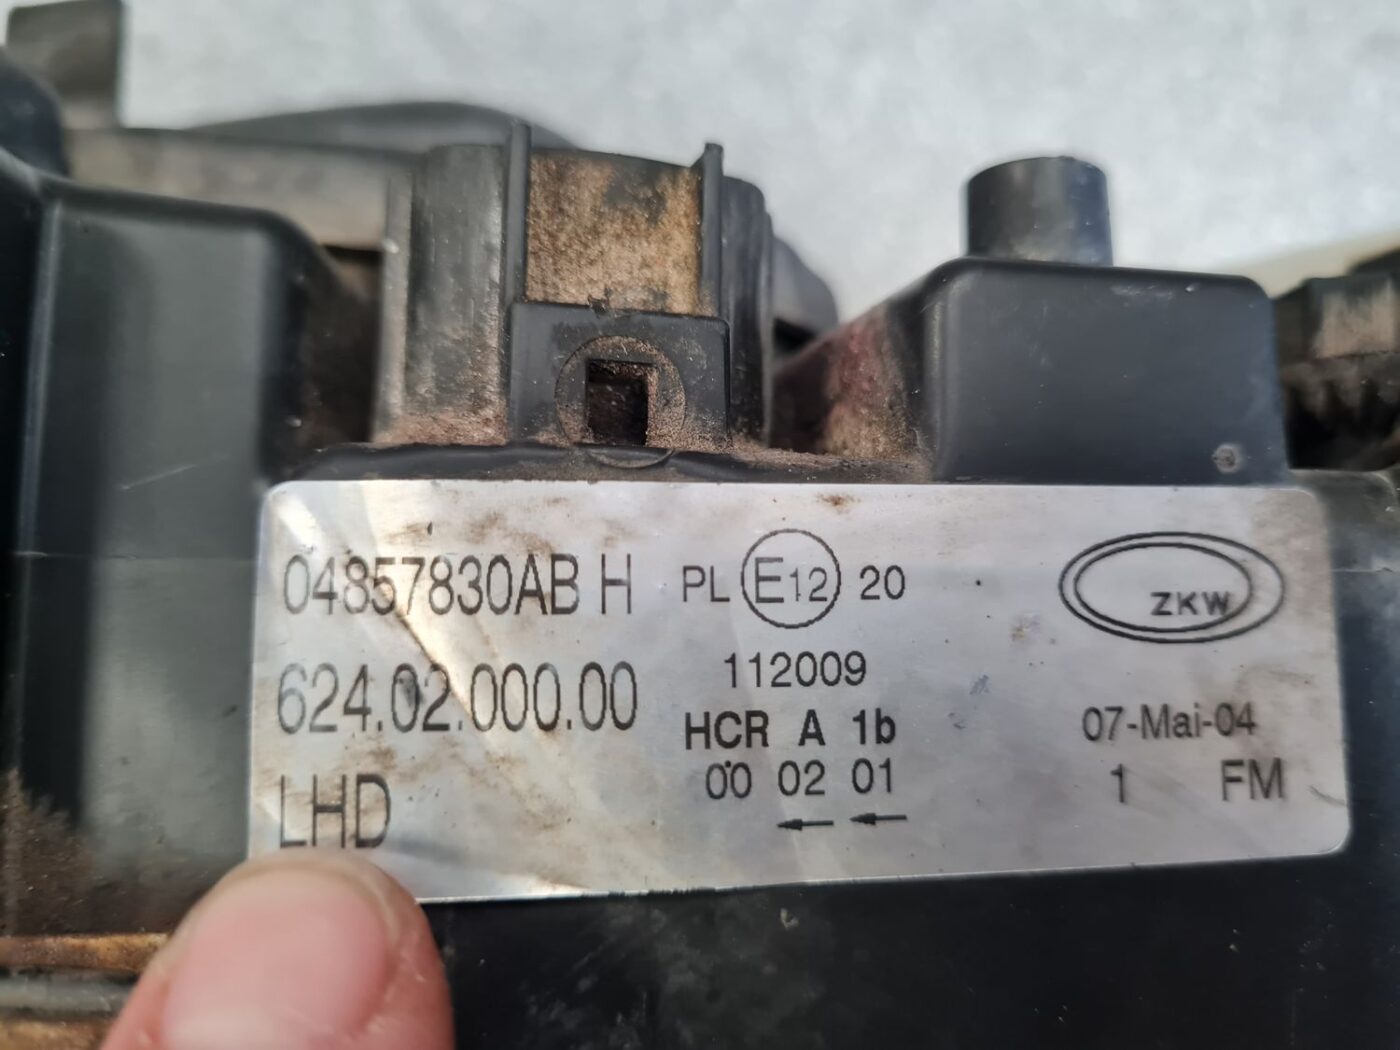 04857830AB H
624.02.000.00
LHD
PL E12 20
112009
HCR A 1b
00 02 01
← ←
ZKW
07-Mai-04
1 FM